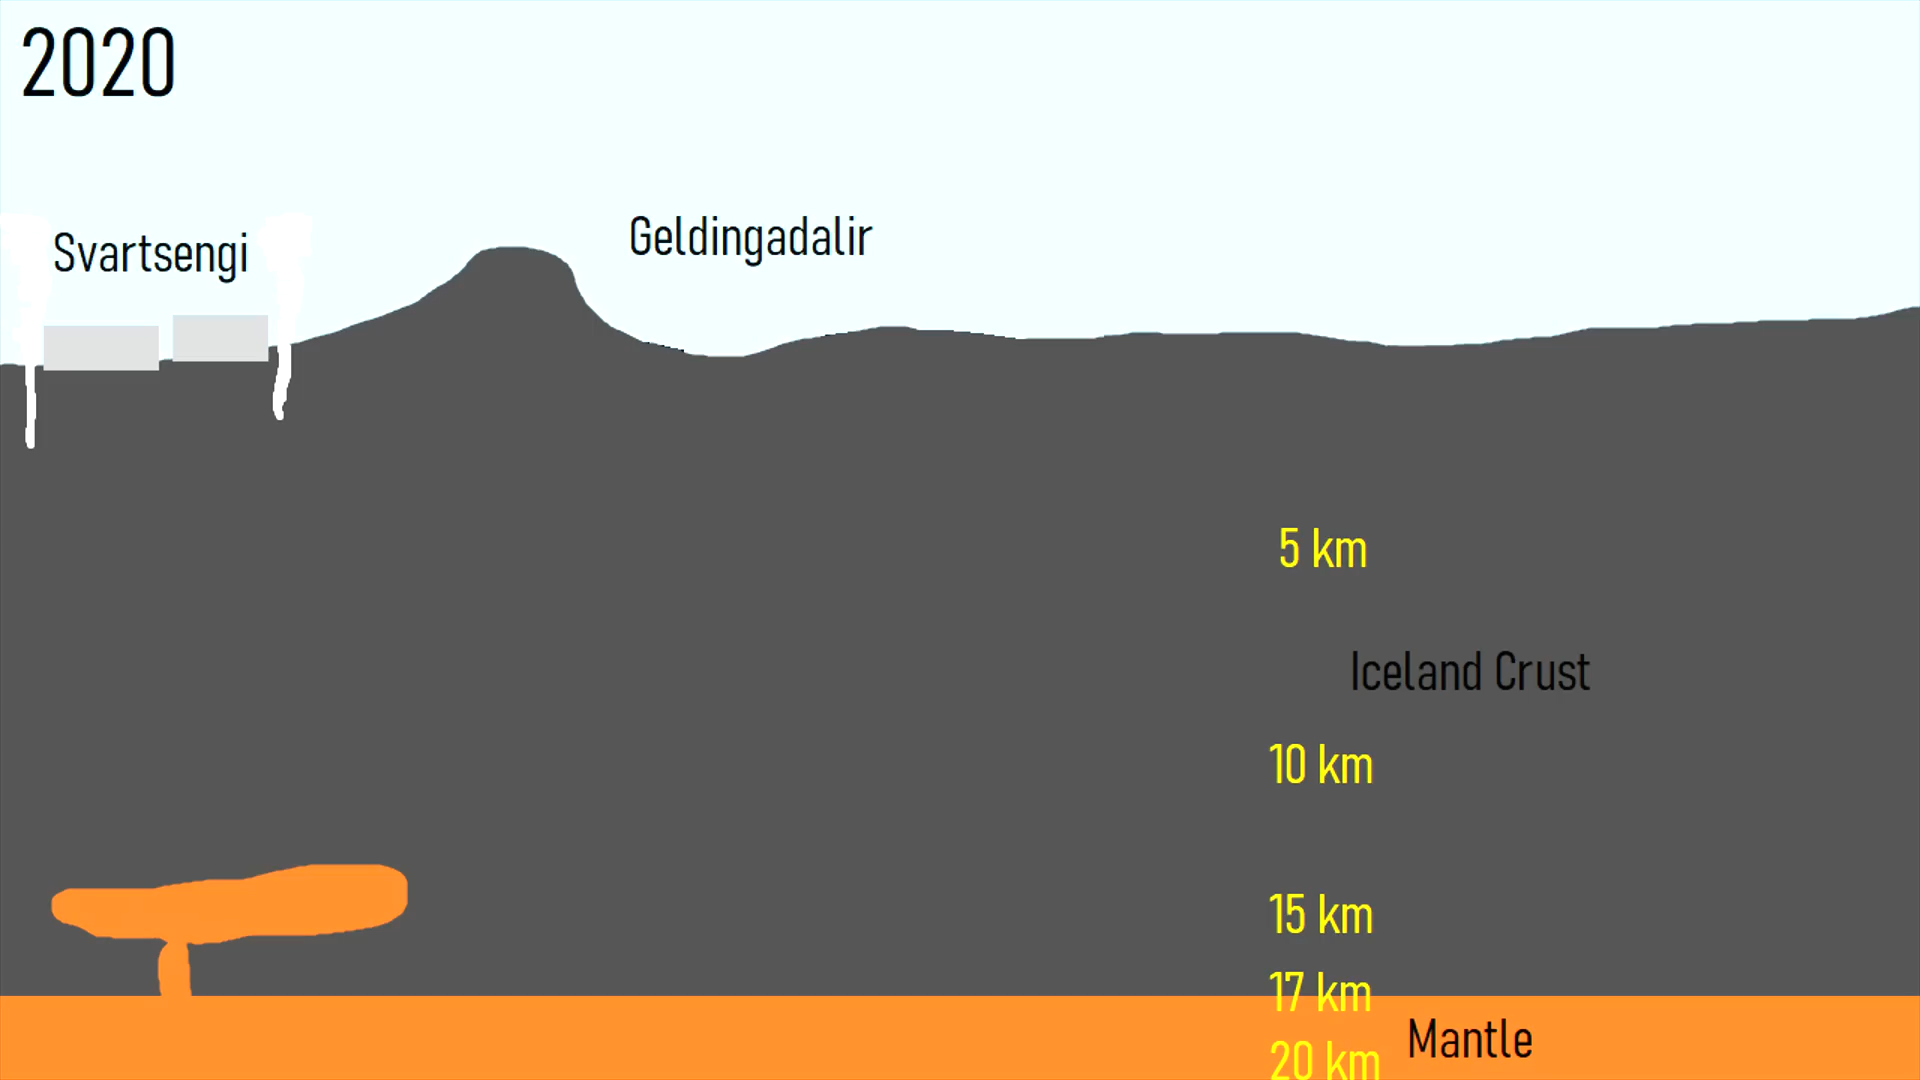 2020
Svartsengi
Geldingadalir
5 km
Iceland Crust
10 km
15 km
17 km
Mantle
20 km